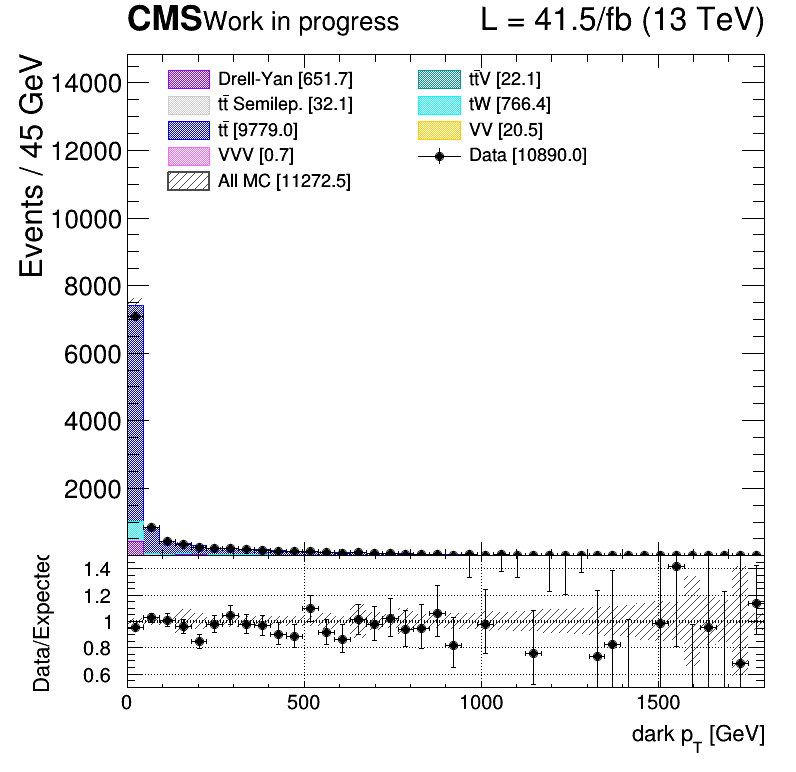 CMS Work in progress L = 41.5/fb (13 TeV)
Events / 45 GeV
14000
12000
10000
8000
6000
4000
2000
Drell-Yan [651.7]
tt̄ Semilep. [32.1]
tt̄ [9779.0]
VVV [0.7]
All MC [11272.5]
tt̄V [22.1]
tW [766.4]
VV [20.5]
Data [10890.0]
Data/Expected
1.4
1.2
1
0.8
0.6
0 500 1000 1500
dark p_T [GeV]